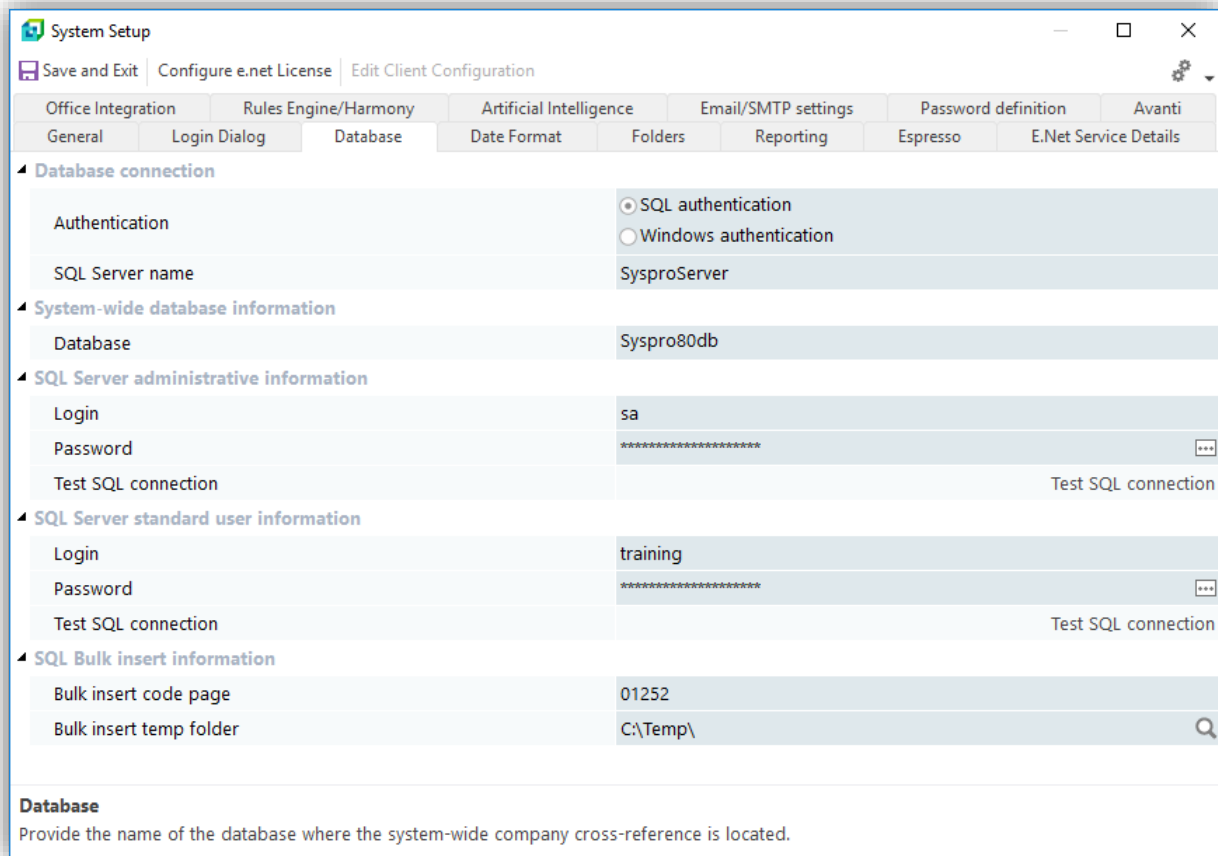 System Setup
Save and Exit Configure e.net License Edit Client Configuration
Office Integration Rules Engine/Harmony Artificial Intelligence Email/SMTP settings Password definition Avanti
General Login Dialog Database Date Format Folders Reporting Espresso E.Net Service Details
Database connection
Authentication
SQL authentication
Windows authentication
SQL Server name SysproServer
System-wide database information
Database Syspro80db
SQL Server administrative information
Login sa
Password ********************
Test SQL connection Test SQL connection
SQL Server standard user information
Login training
Password ********************
Test SQL connection Test SQL connection
SQL Bulk insert information
Bulk insert code page 01252
Bulk insert temp folder C:\Temp\
Database
Provide the name of the database where the system-wide company cross-reference is located.